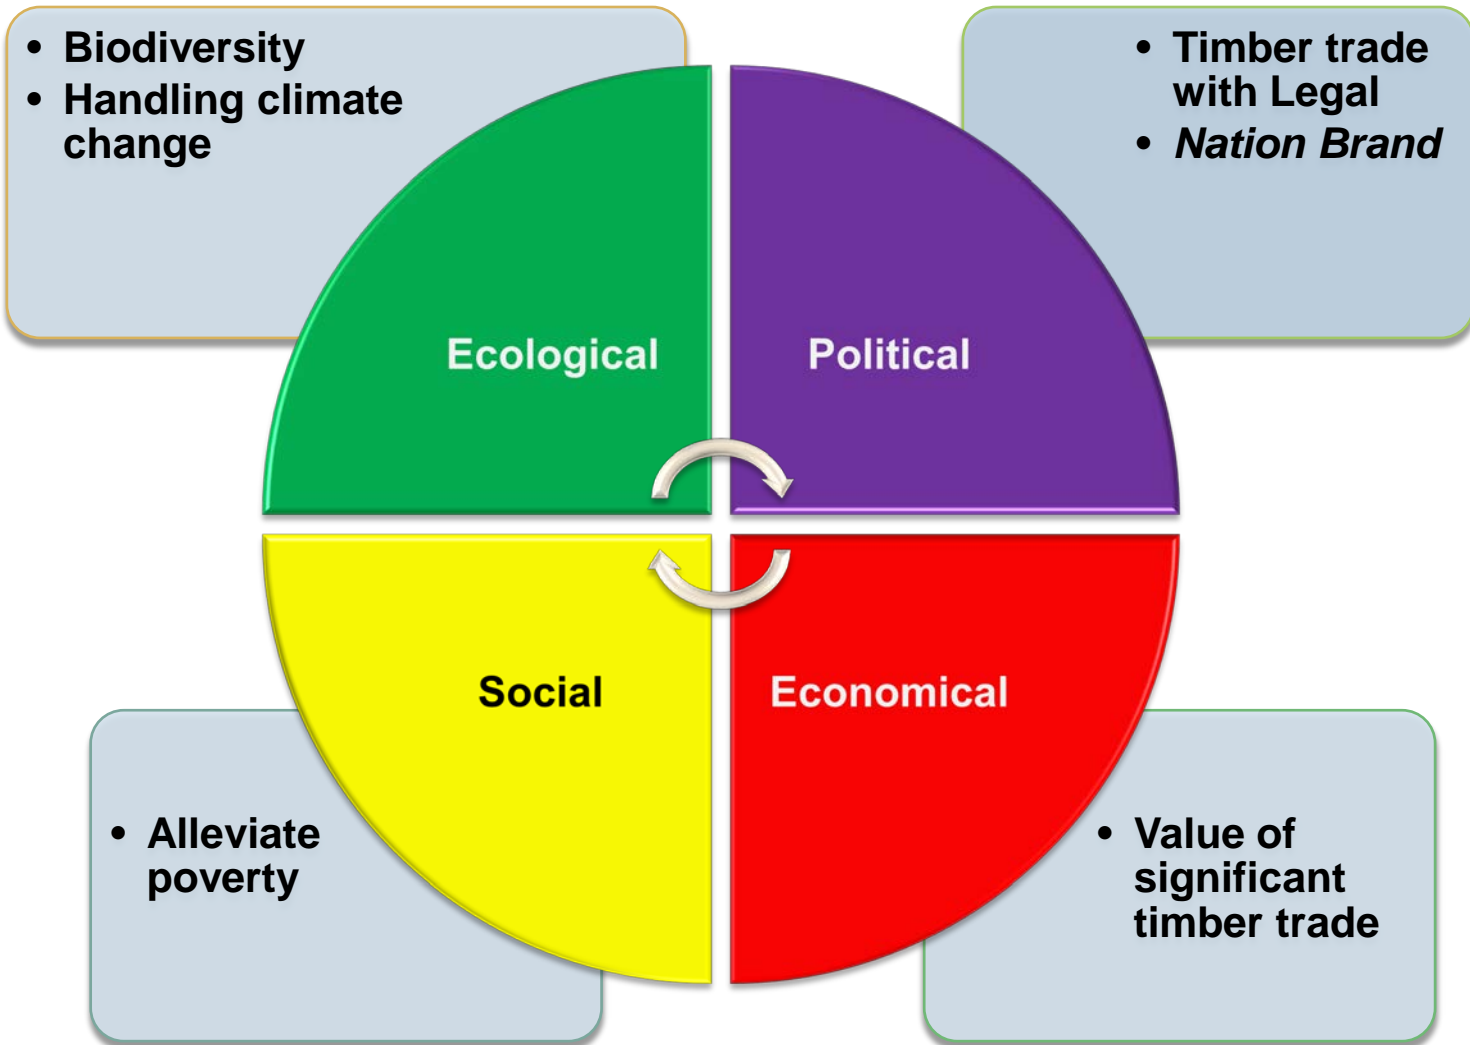 • Biodiversity
• Handling climate
change
• Timber trade
with Legal
• Nation Brand
Ecological
Political
Social
Economical
• Alleviate
poverty
• Value of
significant
timber trade